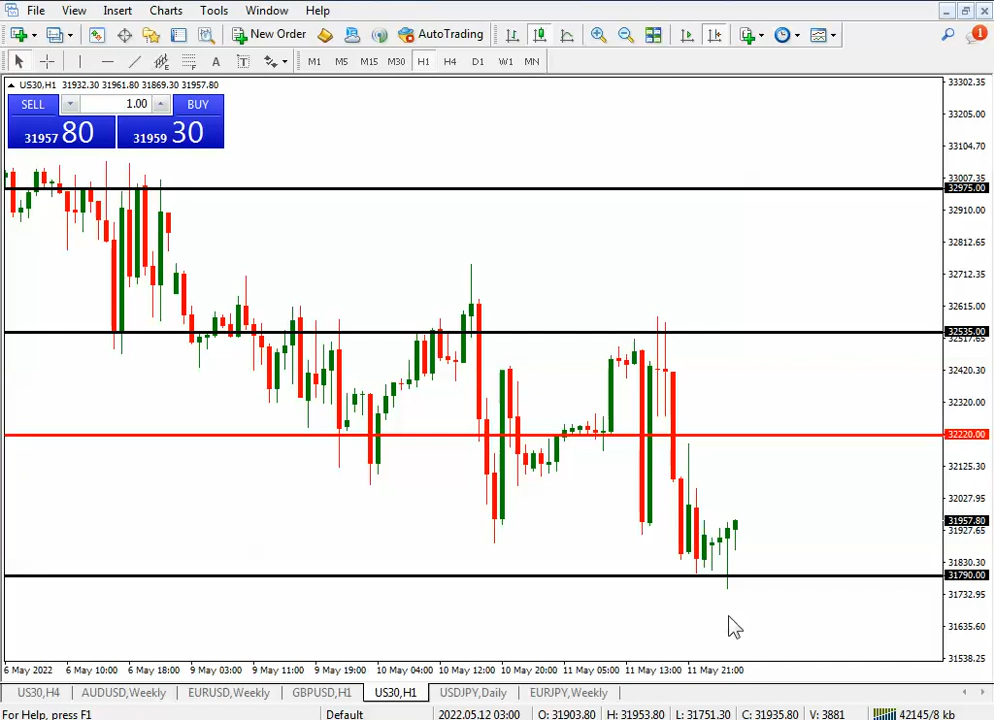 File View Insert Charts Tools Window Help
New Order AutoTrading 1
A T M1 M5 M15 M30 H1 H4 D1 W1 MN
US30,H1 31932.30 31961.80 31869.30 31957.80
SELL 1.00 BUY
31957 80 31959 30
33302.35
33205.00
33104.70
33007.35
32975.00
32910.00
32812.65
32712.35
32615.00
32535.00
32517.65
32420.30
32320.00
32220.00
32125.30
32027.95
31957.80
31927.65
31830.30
31790.00
31732.95
31635.60
31538.25
6 May 2022 6 May 10:00 6 May 18:00 9 May 03:00 9 May 11:00 9 May 19:00 10 May 04:00 10 May 12:00 10 May 20:00 11 May 05:00 11 May 13:00 11 May 21:00
US30,H4 AUDUSD,Weekly EURUSD,Weekly GBPUSD,H1 US30,H1 USDJPY,Daily EURJPY,Weekly
For Help, press F1 Default 2022.05.12 03:00 O: 31903.80 H: 31953.80 L: 31751.30 C: 31935.80 V: 3881 42145/8 kb